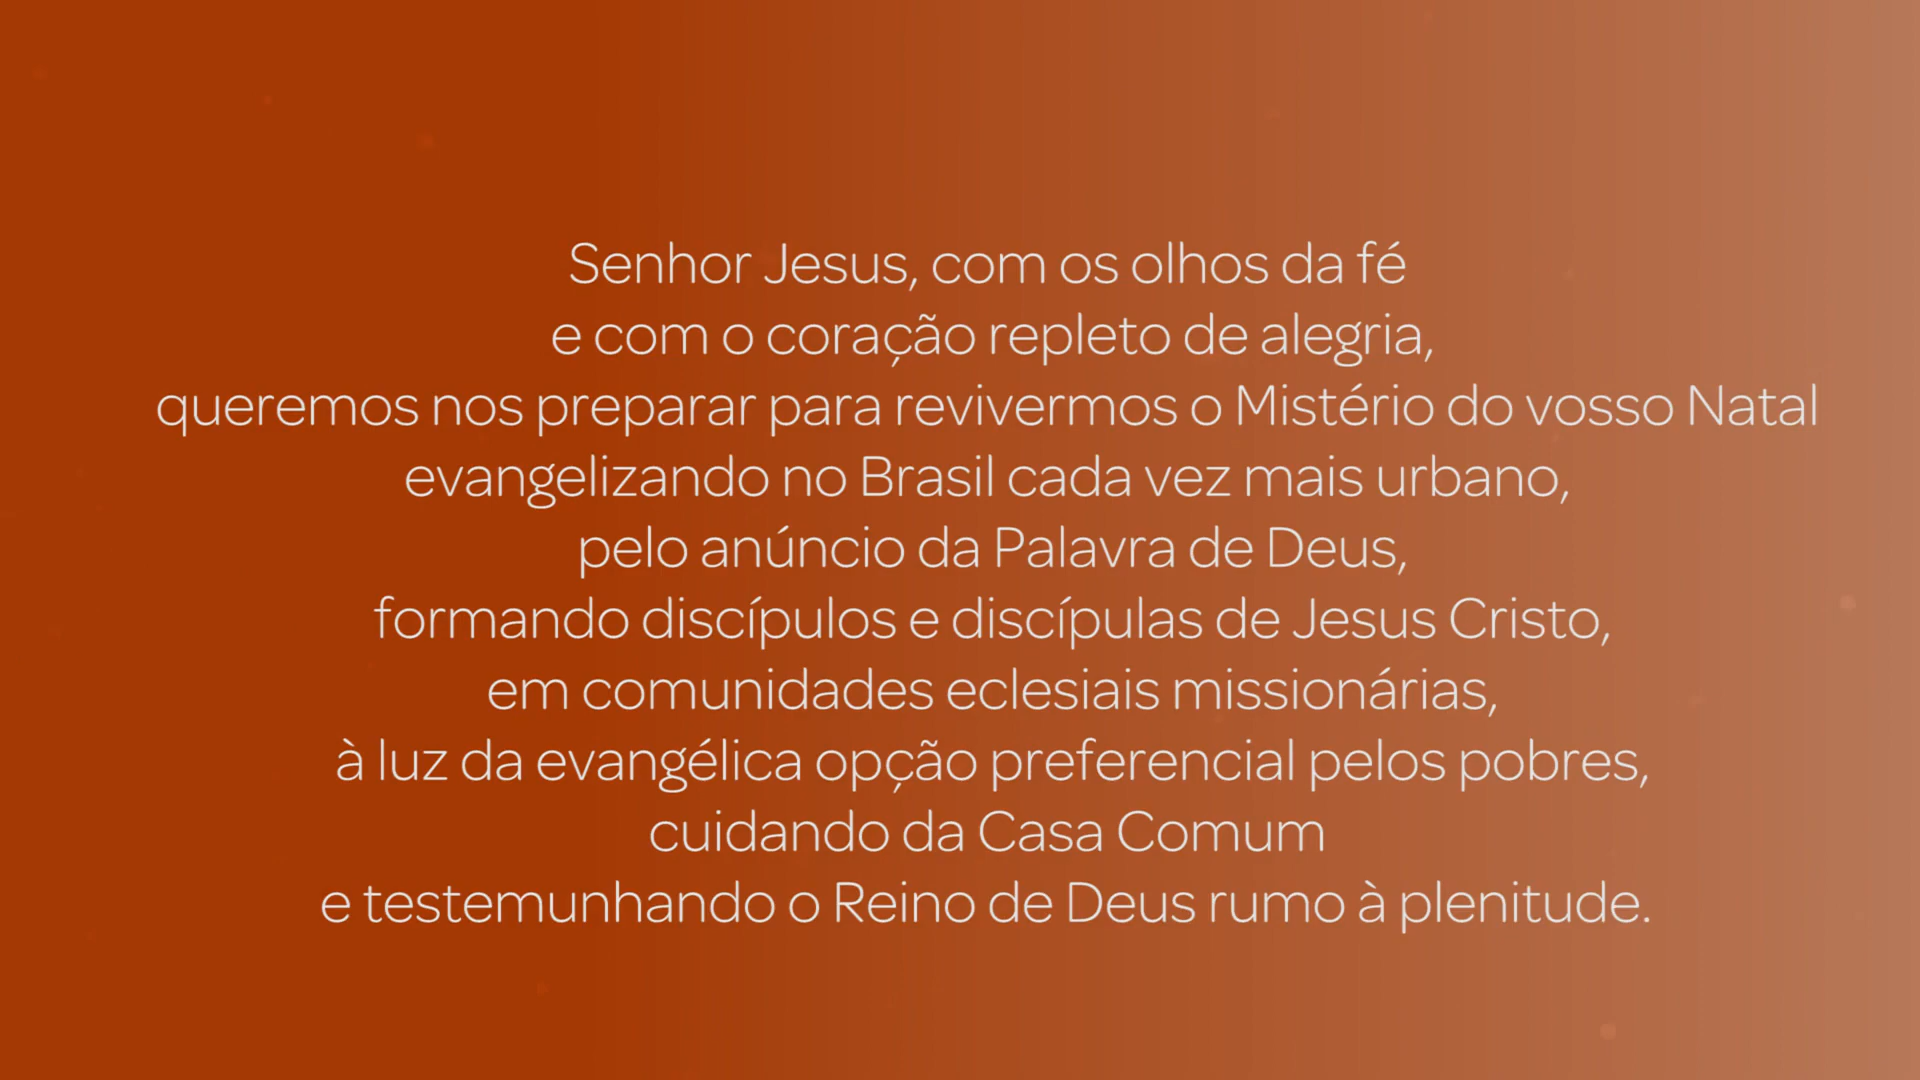 Senhor Jesus, com os olhos da fé
e com o coração repleto de alegria,
queremos nos preparar para revivermos o Mistério do vosso Natal
evangelizando no Brasil cada vez mais urbano,
pelo anúncio da Palavra de Deus,
formando discípulos e discípulas de Jesus Cristo,
em comunidades eclesiais missionárias,
à luz da evangélica opção preferencial pelos pobres,
cuidando da Casa Comum
e testemunhando o Reino de Deus rumo à plenitude.